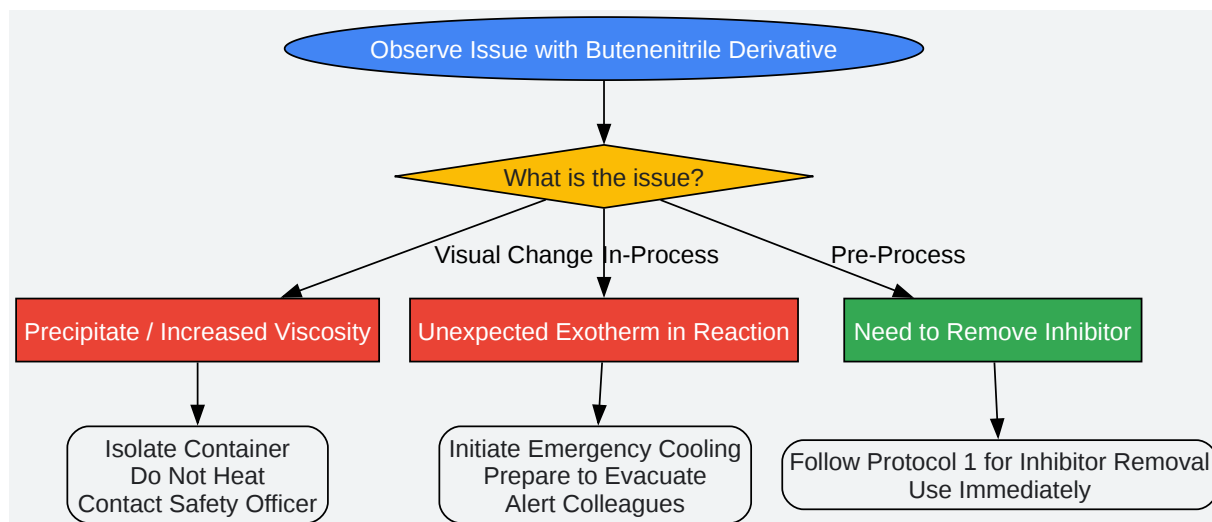 Observe Issue with Butenenitrile Derivative
What is the issue?
Visual Change
In-Process
Pre-Process
Precipitate / Increased Viscosity
Unexpected Exotherm in Reaction
Need to Remove Inhibitor
Isolate Container
Do Not Heat
Contact Safety Officer
Initiate Emergency Cooling
Prepare to Evacuate
Alert Colleagues
Follow Protocol 1 for Inhibitor Removal
Use Immediately